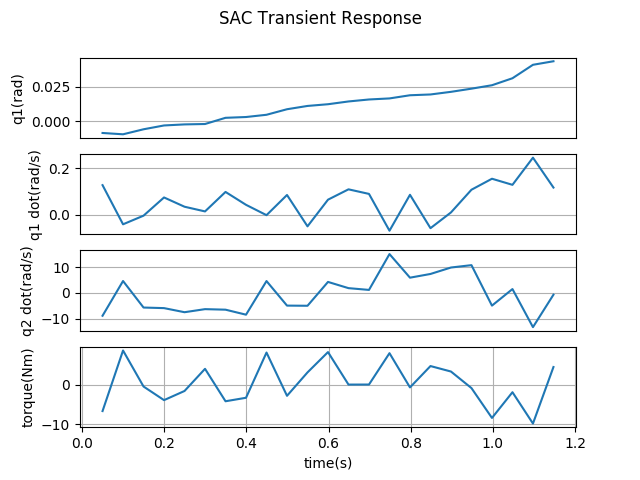 SAC Transient Response
q1(rad)
0.025
0.000
q1 dot(rad/s)
0.2
0.0
q2 dot(rad/s)
10
0
−10
torque(Nm)
0
−10
0.0 0.2 0.4 0.6 0.8 1.0 1.2
time(s)